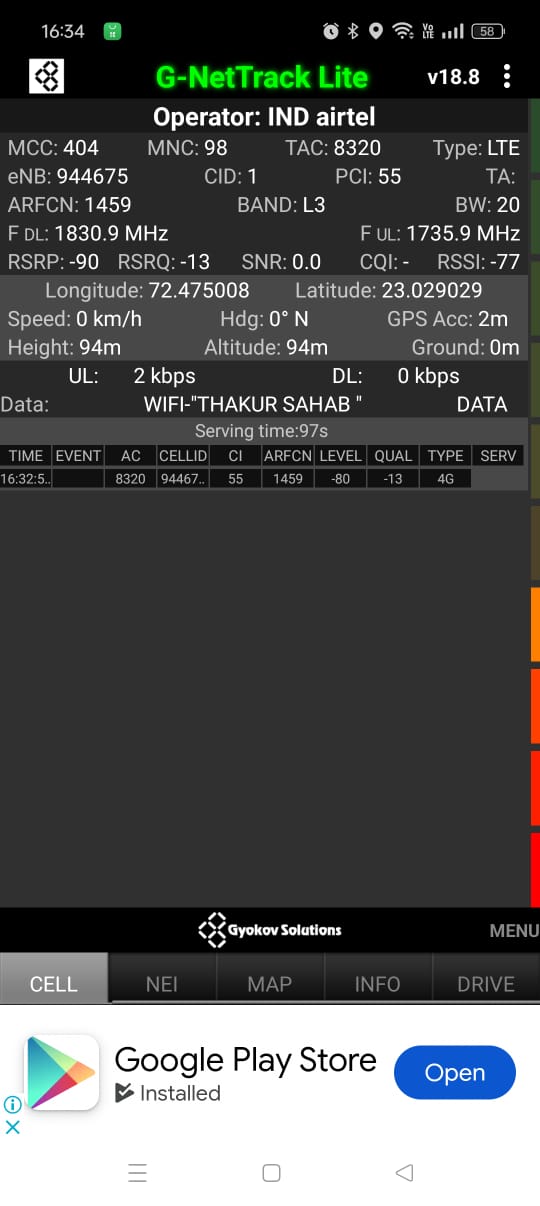 16:34 Vo LTE 58
G-NetTrack Lite v18.8
Operator: IND airtel
MCC: 404 MNC: 98 TAC: 8320 Type: LTE
eNB: 944675 CID: 1 PCI: 55 TA:
ARFCN: 1459 BAND: L3 BW: 20
F DL: 1830.9 MHz F UL: 1735.9 MHz
RSRP: -90 RSRQ: -13 SNR: 0.0 CQI: - RSSI: -77
Longitude: 72.475008 Latitude: 23.029029
Speed: 0 km/h Hdg: 0° N GPS Acc: 2m
Height: 94m Altitude: 94m Ground: 0m
UL: 2 kbps DL: 0 kbps
Data: WIFI-"THAKUR SAHAB " DATA
Serving time:97s
TIME EVENT AC CELLID CI ARFCN LEVEL QUAL TYPE SERV
16:32:5.. 8320 94467.. 55 1459 -80 -13 4G
Gyokov Solutions MENU
CELL NEI MAP INFO DRIVE
Google Play Store
Installed
Open